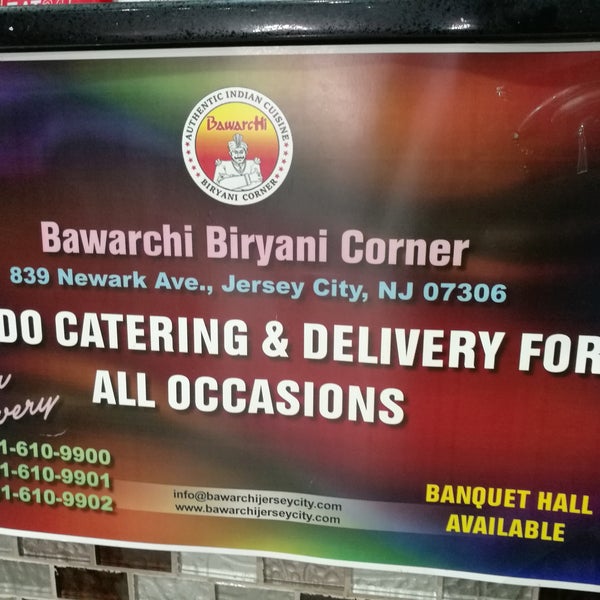 AUTHENTIC INDIAN CUISINE
BawarcHi
BIRYANI CORNER
Bawarchi Biryani Corner
839 Newark Ave., Jersey City, NJ 07306
DO CATERING & DELIVERY FOR
ALL OCCASIONS
1-610-9900
1-610-9901
1-610-9902
info@bawarchijerseycity.com
www.bawarchijerseycity.com
BANQUET HALL
AVAILABLE